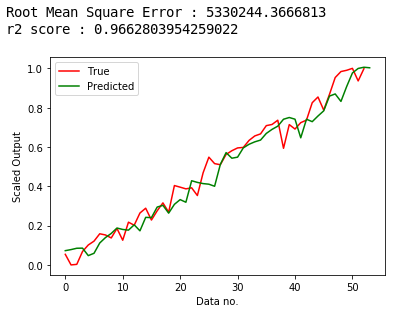 Root Mean Square Error : 5330244.3666813
r2 score : 0.9662803954259022
1.0
0.8
0.6
0.4
0.2
0.0
Scaled Output
True
Predicted
0
10
20
30
40
50
Data no.